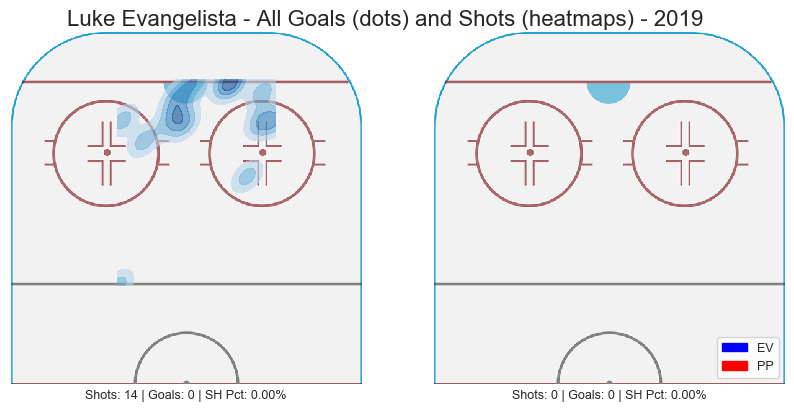 Luke Evangelista - All Goals (dots) and Shots (heatmaps) - 2019
EV
PP
Shots: 14 | Goals: 0 | SH Pct: 0.00%
Shots: 0 | Goals: 0 | SH Pct: 0.00%